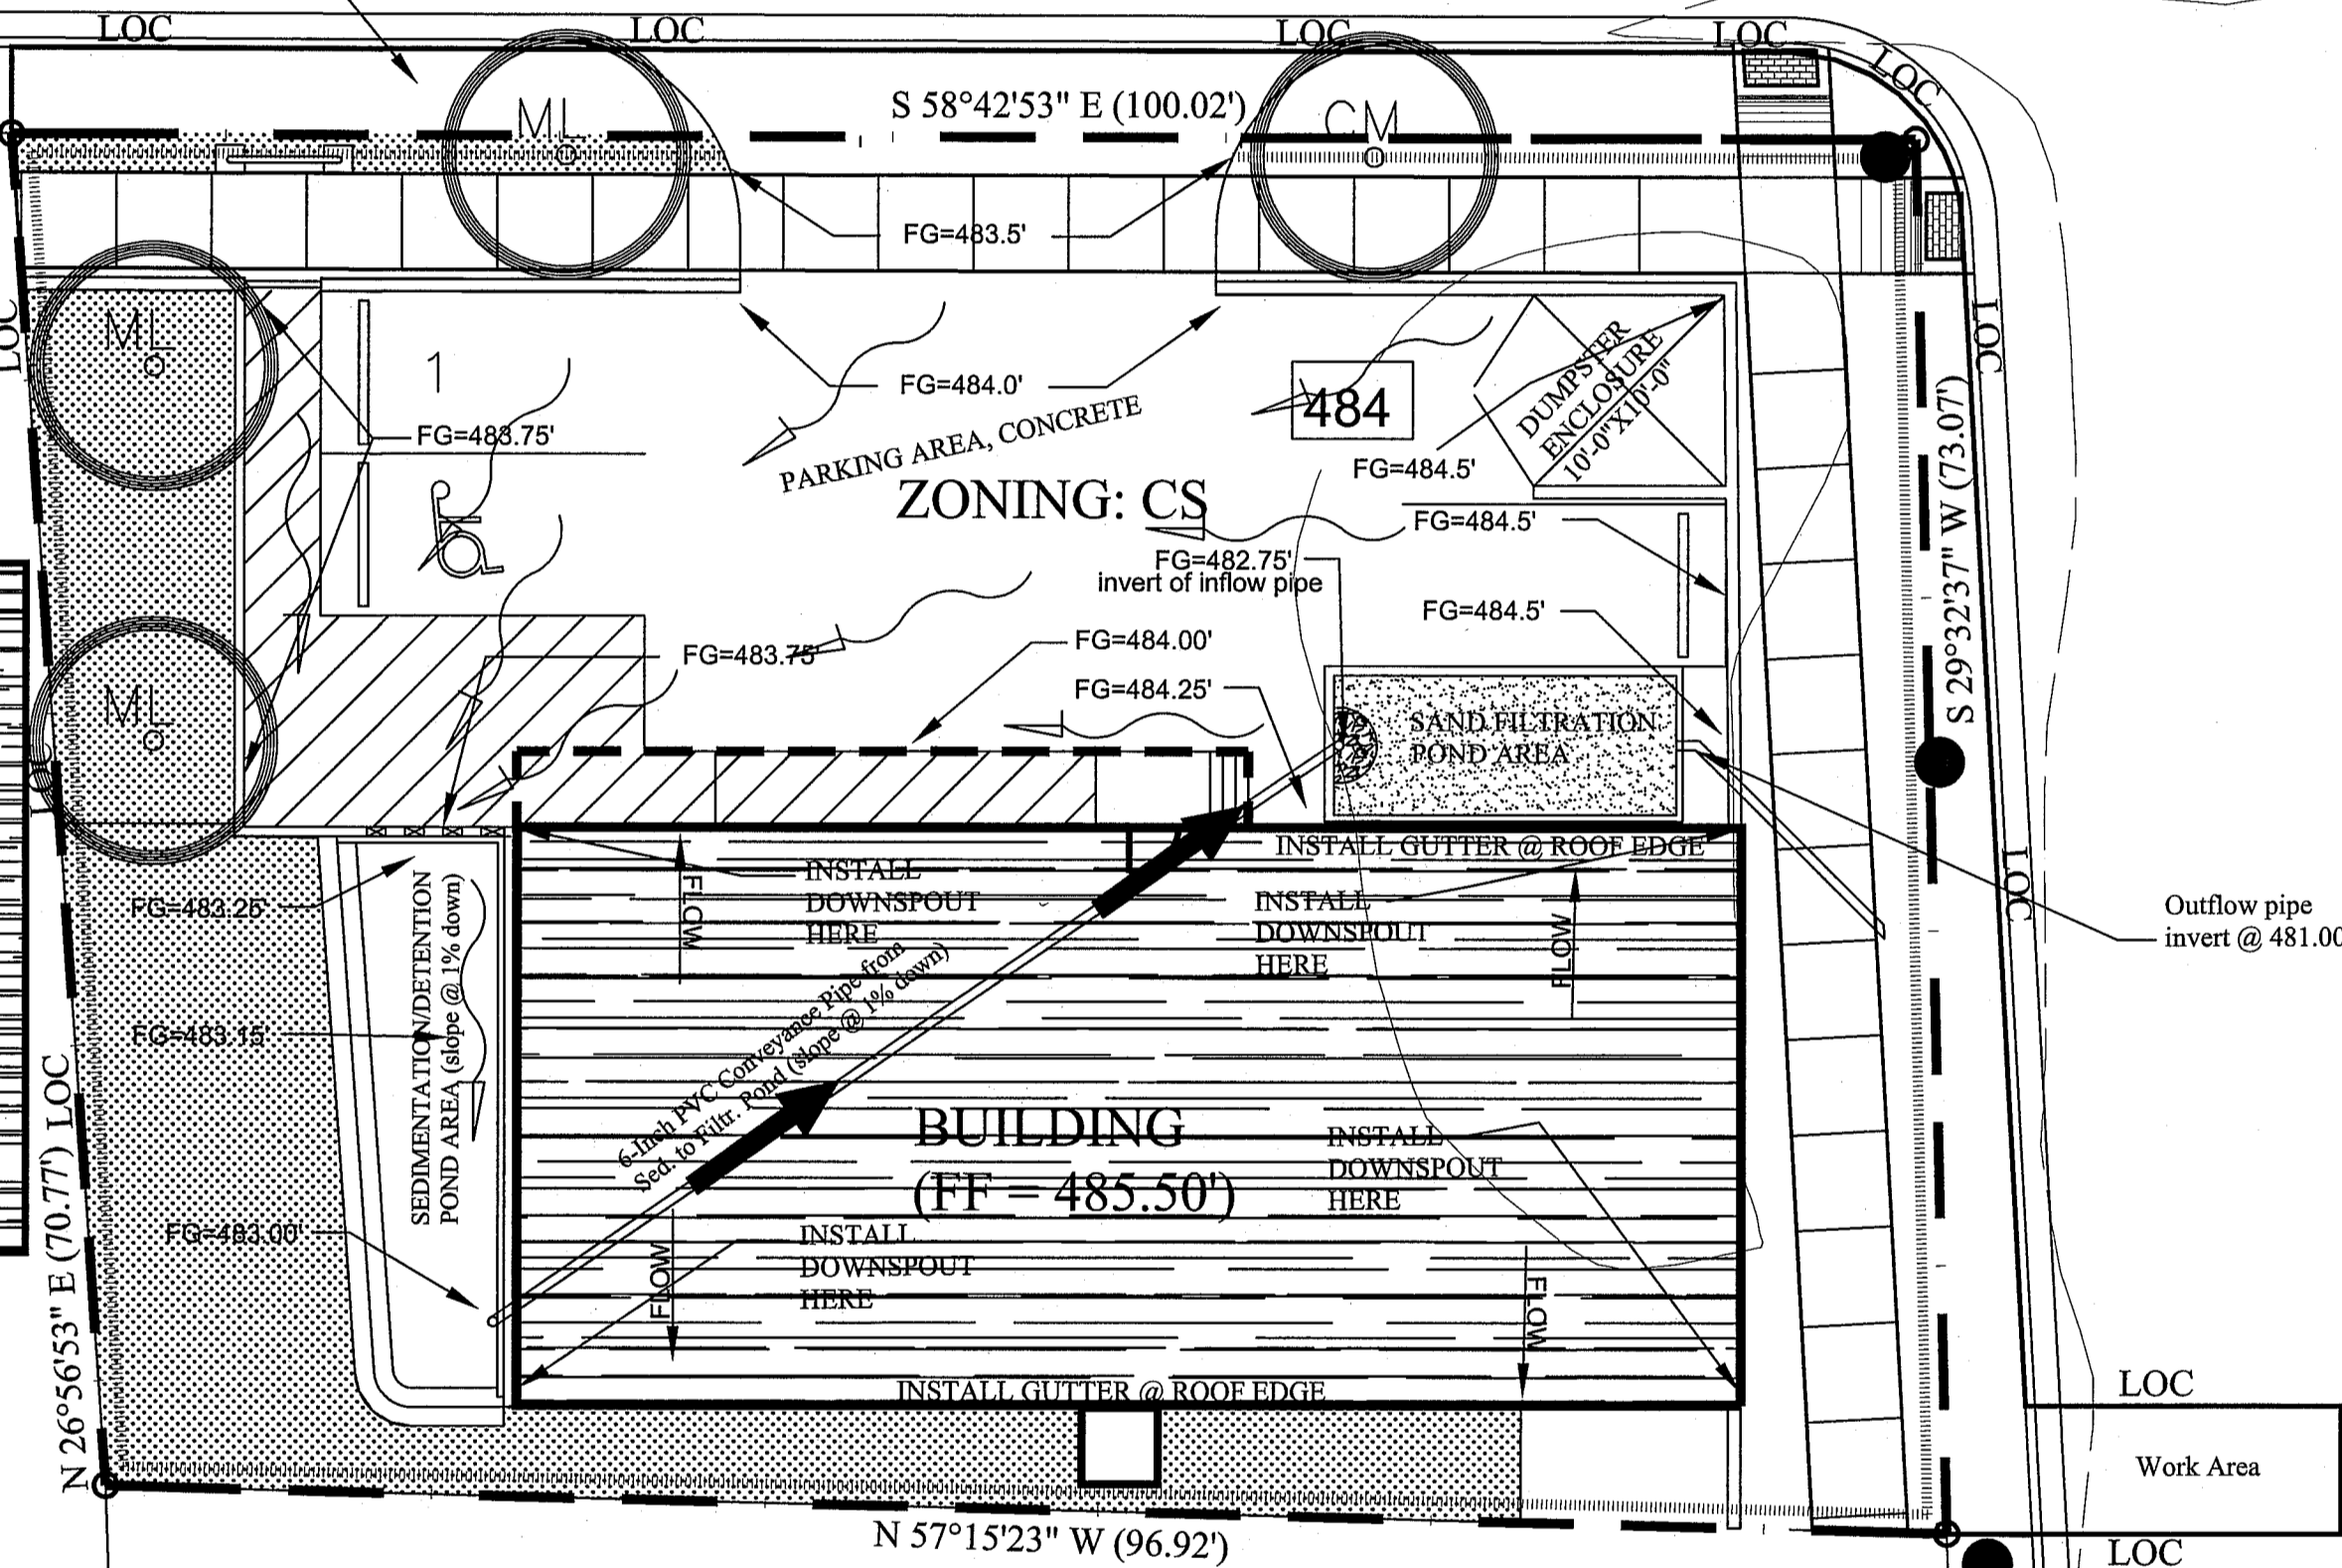 LOC
LOC
LOC
LOC
LOC
S 58°42'53" E (100.02')
ML
CM
FG=483.5'
LOC
ML
1
FG=484.0'
484
DUMPSTER
ENCLOSURE
10'-0"X10'-0"
LOC
FG=483.75'
PARKING AREA, CONCRETE
FG=484.5'
ZONING: CS
FG=484.5'
S 29°32'37" W (73.07')
FG=482.75'
invert of inflow pipe
FG=484.5'
FG=483.75'
FG=484.00'
FG=484.25'
ML
LOC
SAND FILTRATION
POND AREA
INSTALL GUTTER @ ROOF EDGE
INSTALL
DOWNSPOUT
HERE
FLOW
INSTALL
DOWNSPOUT
HERE
FLOW
LOC
Outflow pipe
invert @ 481.00
FG=483.25'
SEDIMENTATION/DETENTION
POND AREA (slope @ 1% down)
FG=483.15'
6-Inch PVC Conveyance Pipe from
Sed. to Filtr. Pond (slope @ 1% down)
BUILDING
(FF = 485.50')
INSTALL
DOWNSPOUT
HERE
FG=483.00'
INSTALL
DOWNSPOUT
HERE
FLOW
FLOW
N 26°56'53" E (70.77') LOC
INSTALL GUTTER @ ROOF EDGE
LOC
Work Area
N 57°15'23" W (96.92')
LOC